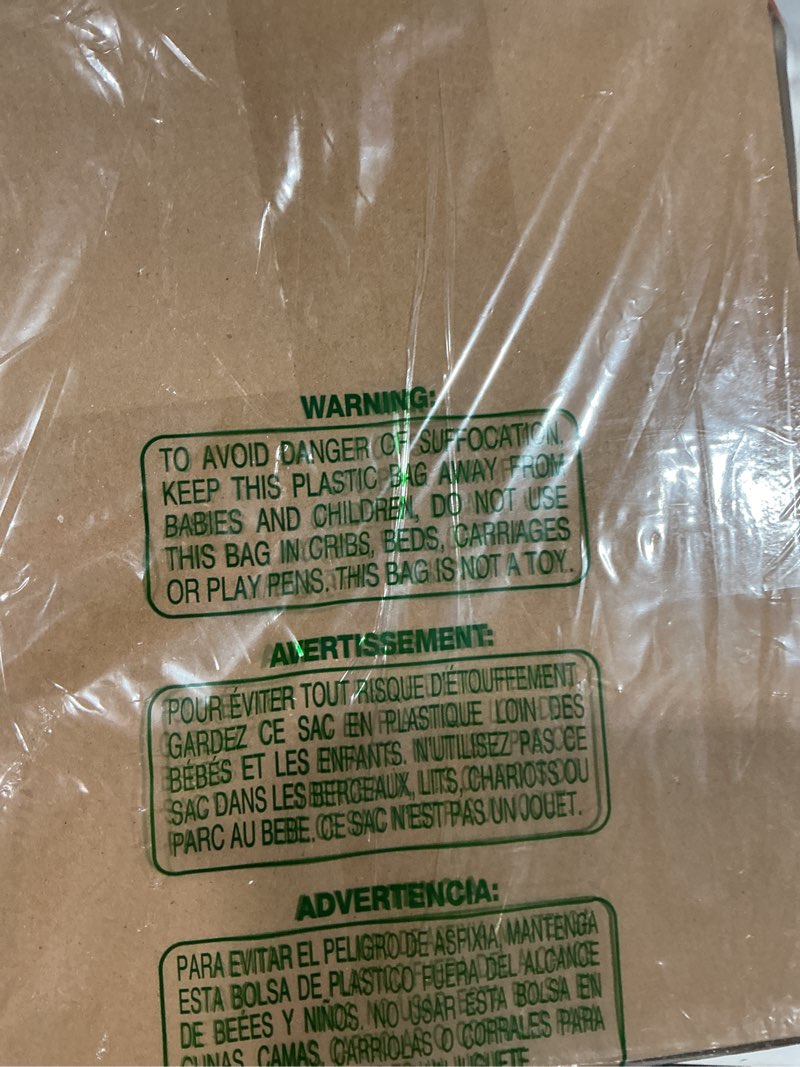 WARNING:
TO AVOID DANGER OF SUFFOCATION,
KEEP THIS PLASTIC BAG AWAY FROM
BABIES AND CHILDREN, DO NOT USE
THIS BAG IN CRIBS, BEDS, CARRIAGES
OR PLAY PENS. THIS BAG IS NOT A TOY.
AVERTISSEMENT:
POUR ÉVITER TOUT RISQUE D'ÉTOUFFEMENT,
GARDEZ CE SAC EN PLASTIQUE LOIN DES
BÉBÉS ET LES ENFANTS. N'UTILISEZ PAS CE
SAC DANS LES BERCEAUX, LITS, CHARIOTS OU
PARC AU BEBE. CE SAC N'EST PAS UN JOUET.
ADVERTENCIA:
PARA EVITAR EL PELIGRO DE ASPIXIA, MANTENGA
ESTA BOLSA DE PLASTICO FUERA DEL ALCANCE
DE BEÉES Y NIÑOS. NO USAR ESTA BOLSA EN
CUNAS, CAMAS, CARRIOLAS O CORRALES PARA
UN JUGUETE